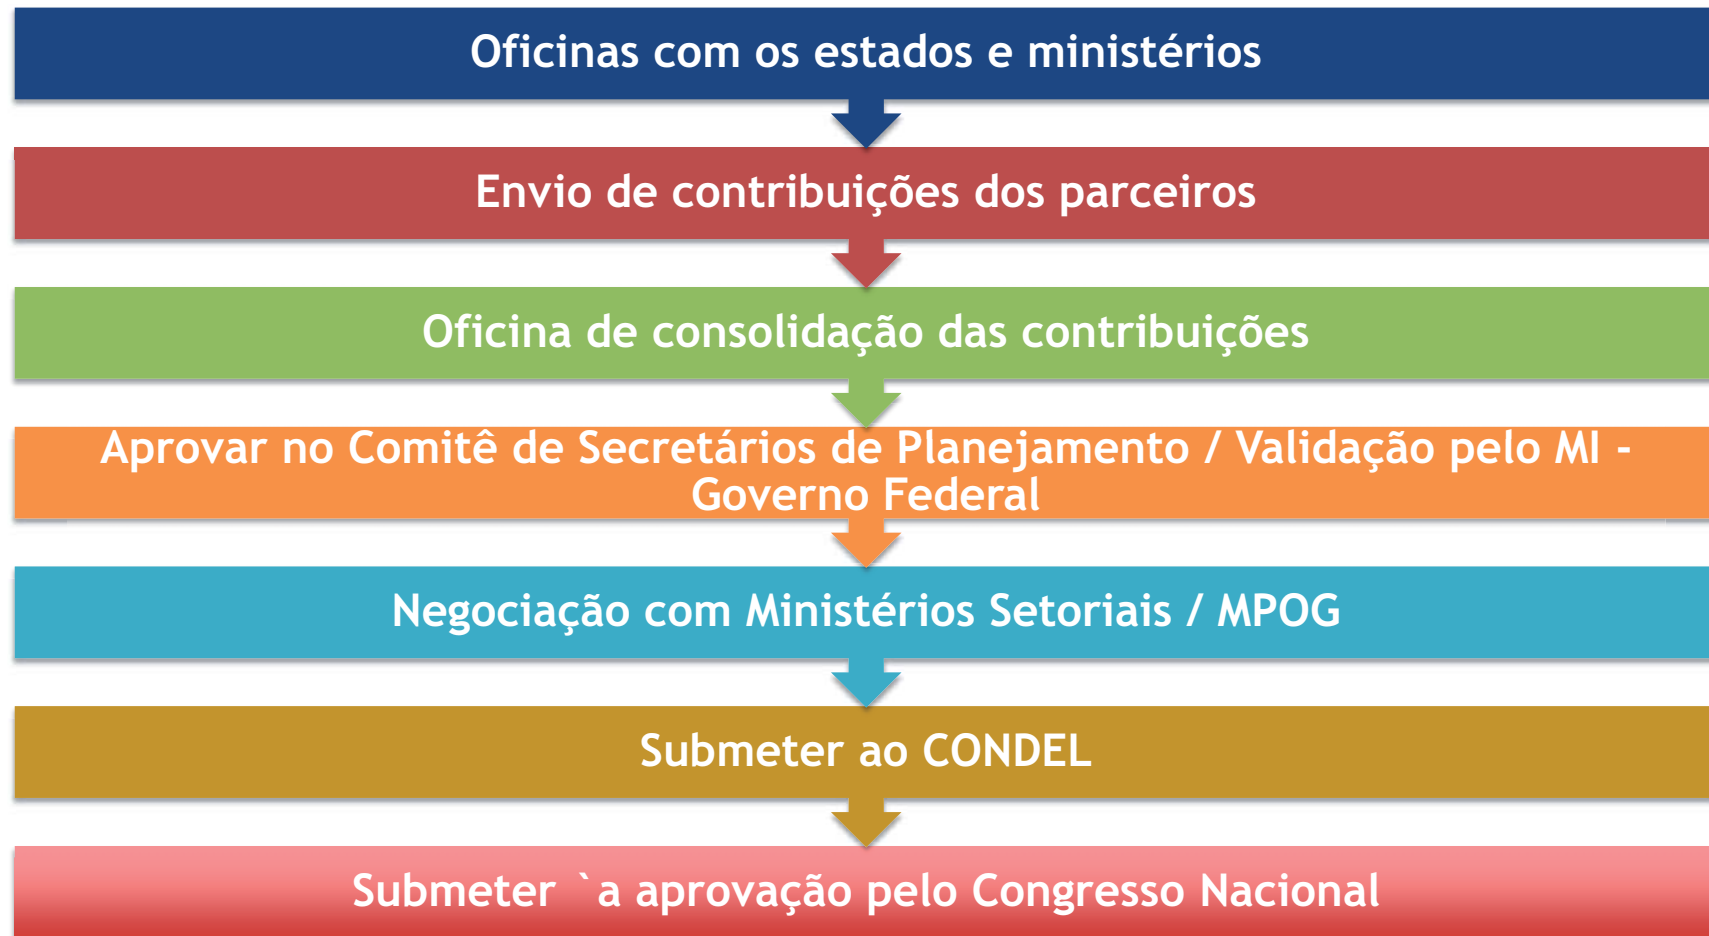 Oficinas com os estados e ministérios
Envio de contribuições dos parceiros
Oficina de consolidação das contribuições
Aprovar no Comitê de Secretários de Planejamento / Validação pelo MI -
Governo Federal
Negociação com Ministérios Setoriais / MPOG
Submeter ao CONDEL
Submeter `a aprovação pelo Congresso Nacional